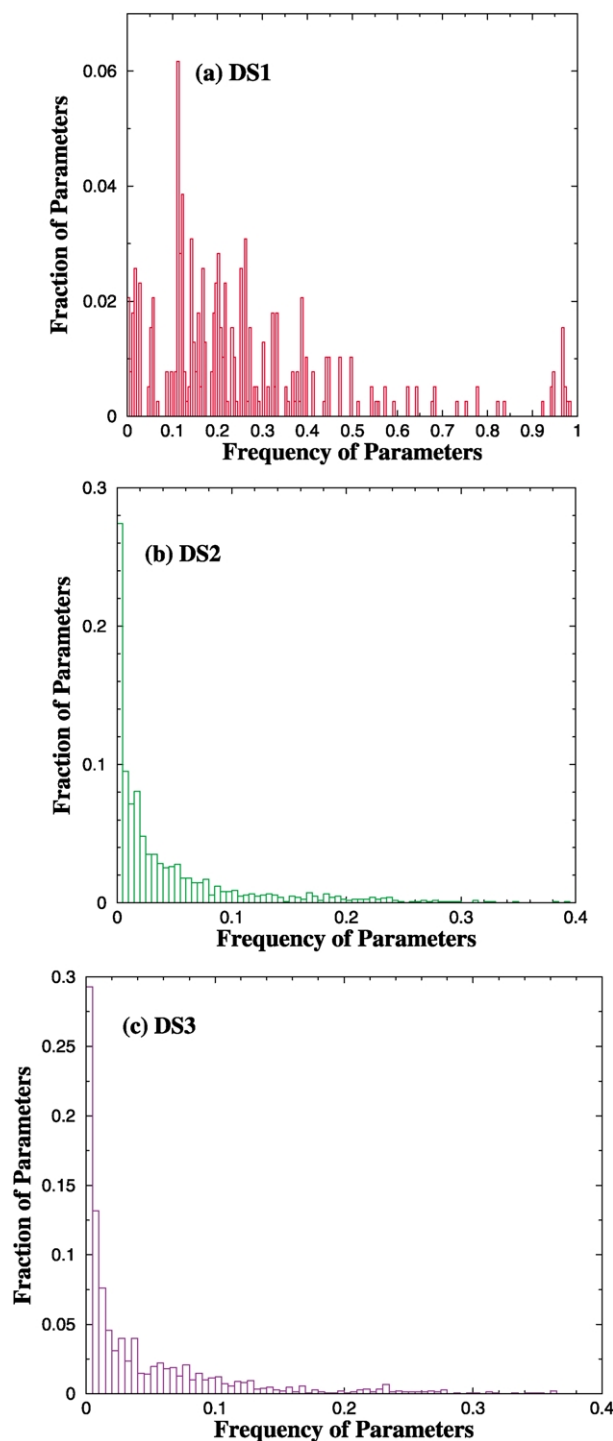 (a) DS1
Fraction of Parameters
0.06
0.04
0.02
0
0 0.1 0.2 0.3 0.4 0.5 0.6 0.7 0.8 0.9 1
Frequency of Parameters
(b) DS2
Fraction of Parameters
0.3
0.2
0.1
0
0 0.1 0.2 0.3 0.4
Frequency of Parameters
(c) DS3
Fraction of Parameters
0.3
0.25
0.2
0.15
0.1
0.05
0
0 0.1 0.2 0.3 0.4
Frequency of Parameters